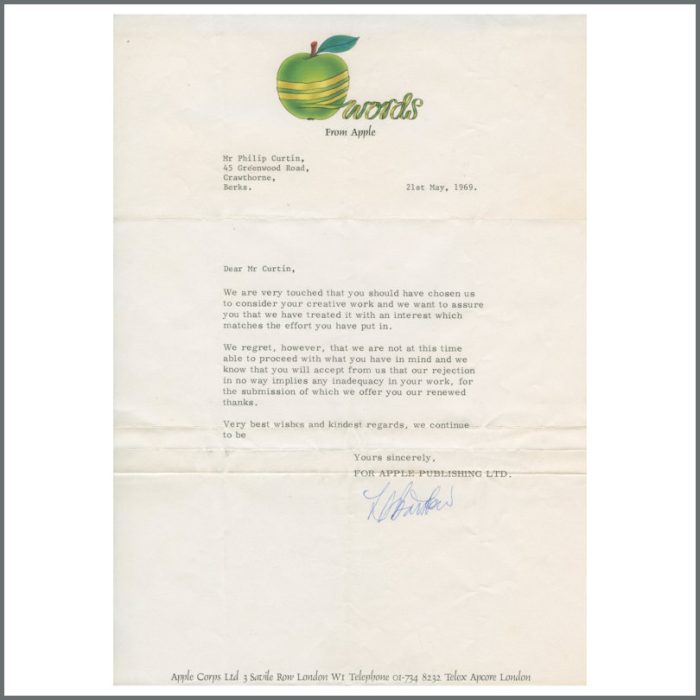 words
From Apple
Mr Philip Curtin,
45 Greenwood Road,
Crawthorne,
Berks.
21st May, 1969.
Dear Mr Curtin,
We are very touched that you should have chosen us
to consider your creative work and we want to assure
you that we have treated it with an interest which
matches the effort you have put in.
We regret, however, that we are not at this time
able to proceed with what you have in mind and we
know that you will accept from us that our rejection
in no way implies any inadequacy in your work, for
the submission of which we offer you our renewed
thanks.
Very best wishes and kindest regards, we continue
to be
Yours sincerely,
FOR APPLE PUBLISHING LTD.
Apple Corps Ltd 3 Savile Row London W1 Telephone 01-734 8232 Telex Apcore London